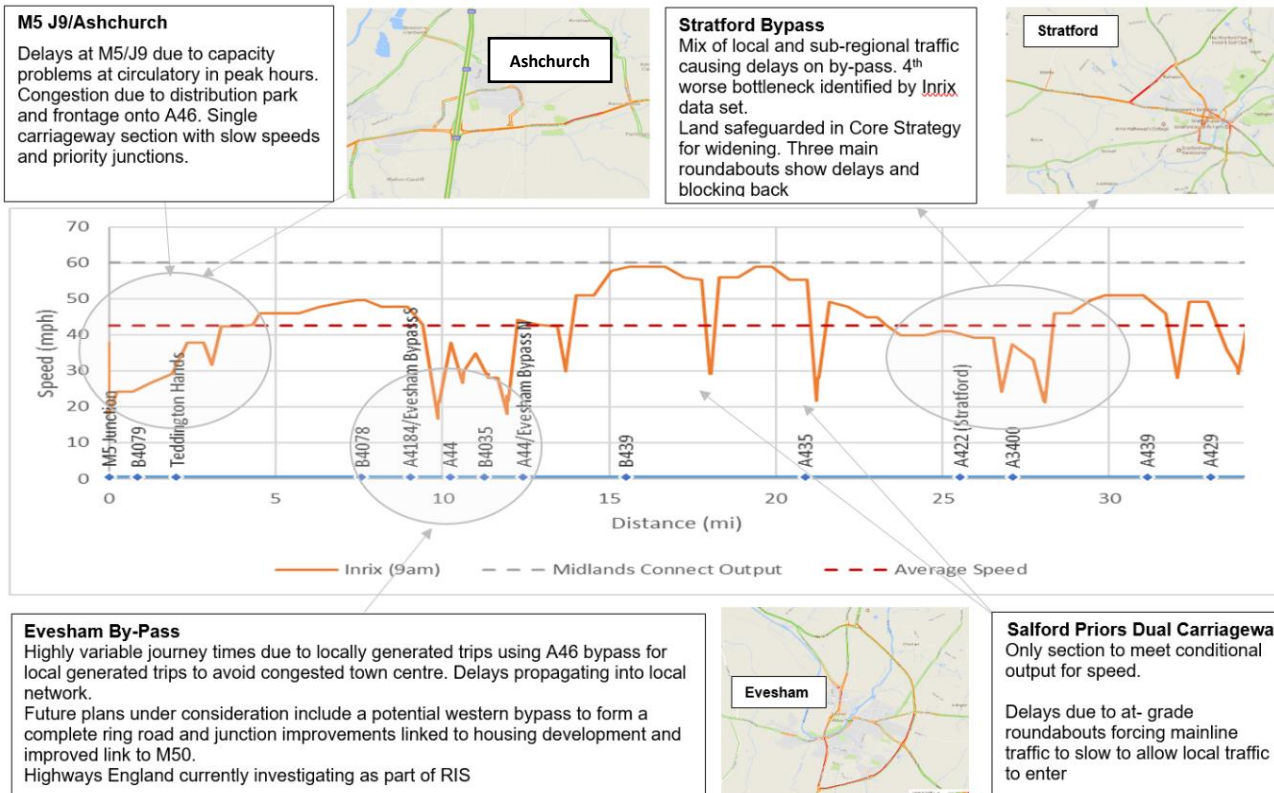 M5 J9/Ashchurch
Delays at M5/J9 due to capacity
problems at circulatory in peak hours.
Congestion due to distribution park
and frontage onto A46. Single
carriageway section with slow speeds
and priority junctions.
Ashchurch
Stratford Bypass
Mix of local and sub-regional traffic
causing delays on by-pass. 4th
worse bottleneck identified by Inrix
data set.
Land safeguarded in Core Strategy
for widening. Three main
roundabouts show delays and
blocking back
Stratford
Speed (mph)
70
60
50
40
30
20
10
0
M5 Junction
B4079
Teddington Hands
B4078
A4184/Evesham Bypass S
A44
B4035
A44/Evesham Bypass N
B439
A435
A422 (Stratford)
A3400
A439
A429
0
5
10
15
20
25
30
Distance (mi)
Inrix (9am)
Midlands Connect Output
Average Speed
Evesham By-Pass
Highly variable journey times due to locally generated trips using A46 bypass for
local generated trips to avoid congested town centre. Delays propagating into local
network.
Future plans under consideration include a potential western bypass to form a
complete ring road and junction improvements linked to housing development and
improved link to M50.
Highways England currently investigating as part of RIS
Evesham
Salford Priors Dual Carriagewa
Only section to meet conditional
output for speed.
Delays due to at- grade
roundabouts forcing mainline
traffic to slow to allow local traffic
to enter